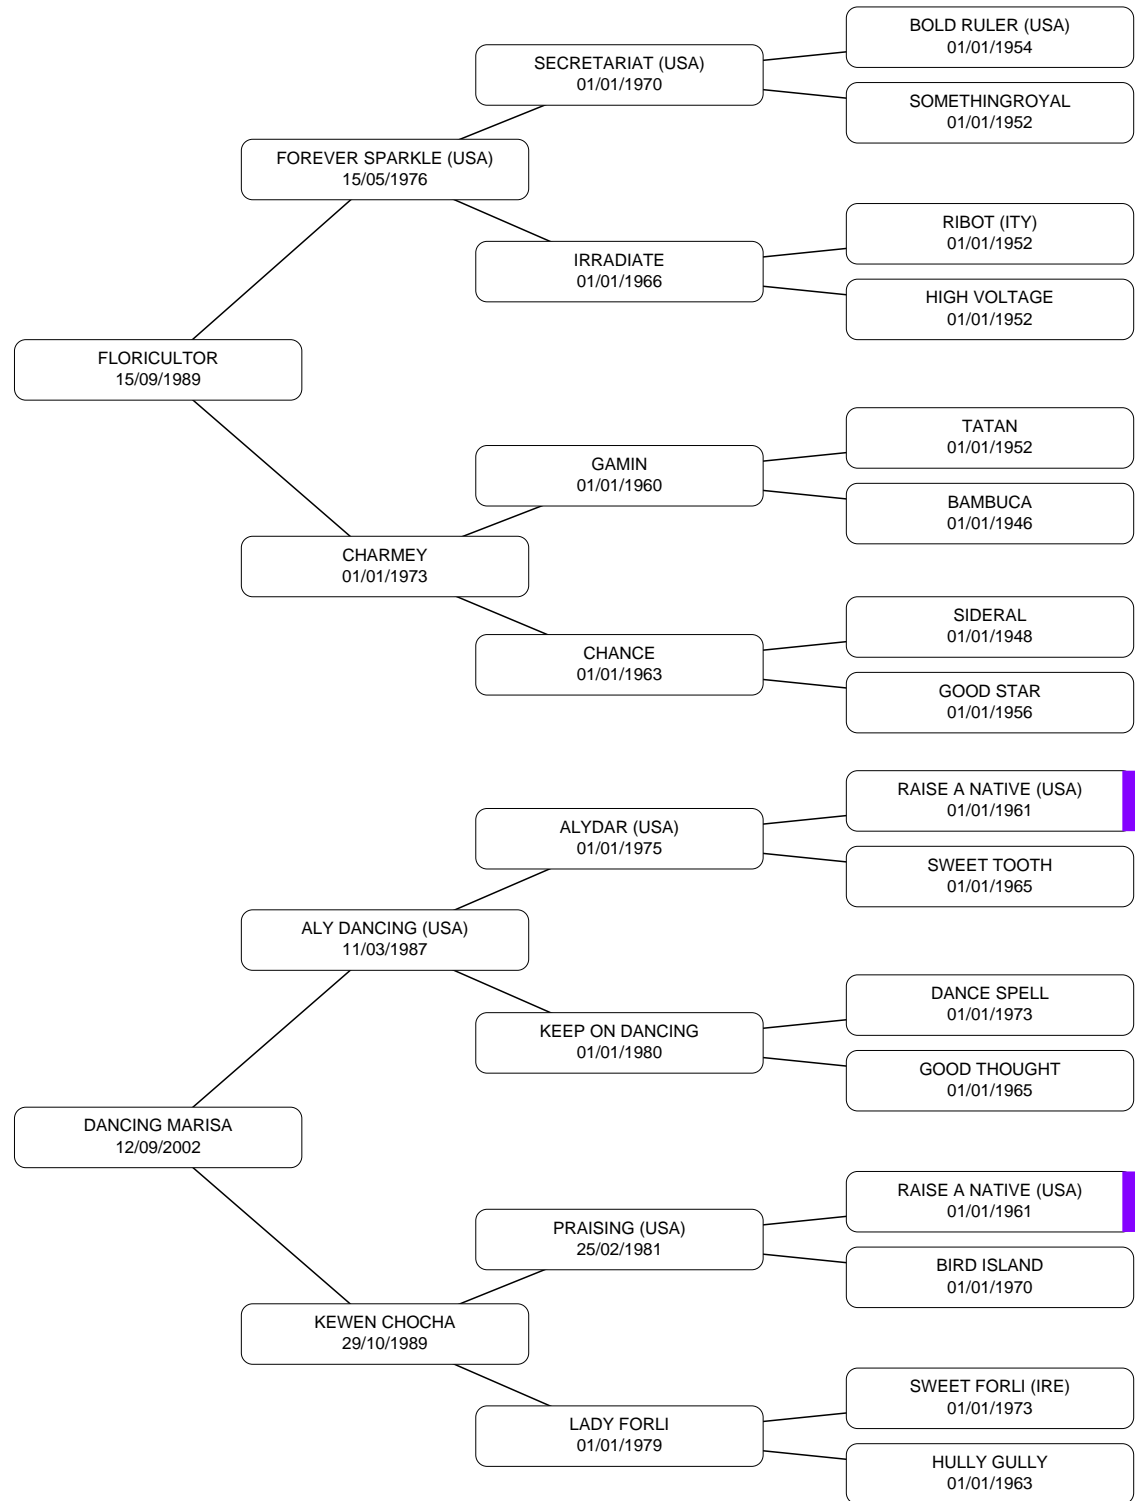 BOLD RULER (USA)
01/01/1954
SECRETARIAT (USA)
01/01/1970
SOMETHINGROYAL
01/01/1952
FOREVER SPARKLE (USA)
15/05/1976
RIBOT (ITY)
01/01/1952
IRRADIATE
01/01/1966
HIGH VOLTAGE
01/01/1952
FLORICULTOR
15/09/1989
TATAN
01/01/1952
GAMIN
01/01/1960
BAMBUCA
01/01/1946
CHARMEY
01/01/1973
SIDERAL
01/01/1948
CHANCE
01/01/1963
GOOD STAR
01/01/1956
RAISE A NATIVE (USA)
01/01/1961
ALYDAR (USA)
01/01/1975
SWEET TOOTH
01/01/1965
ALY DANCING (USA)
11/03/1987
DANCE SPELL
01/01/1973
KEEP ON DANCING
01/01/1980
GOOD THOUGHT
01/01/1965
DANCING MARISA
12/09/2002
RAISE A NATIVE (USA)
01/01/1961
PRAISING (USA)
25/02/1981
BIRD ISLAND
01/01/1970
KEWEN CHOCHA
29/10/1989
SWEET FORLI (IRE)
01/01/1973
LADY FORLI
01/01/1979
HULLY GULLY
01/01/1963